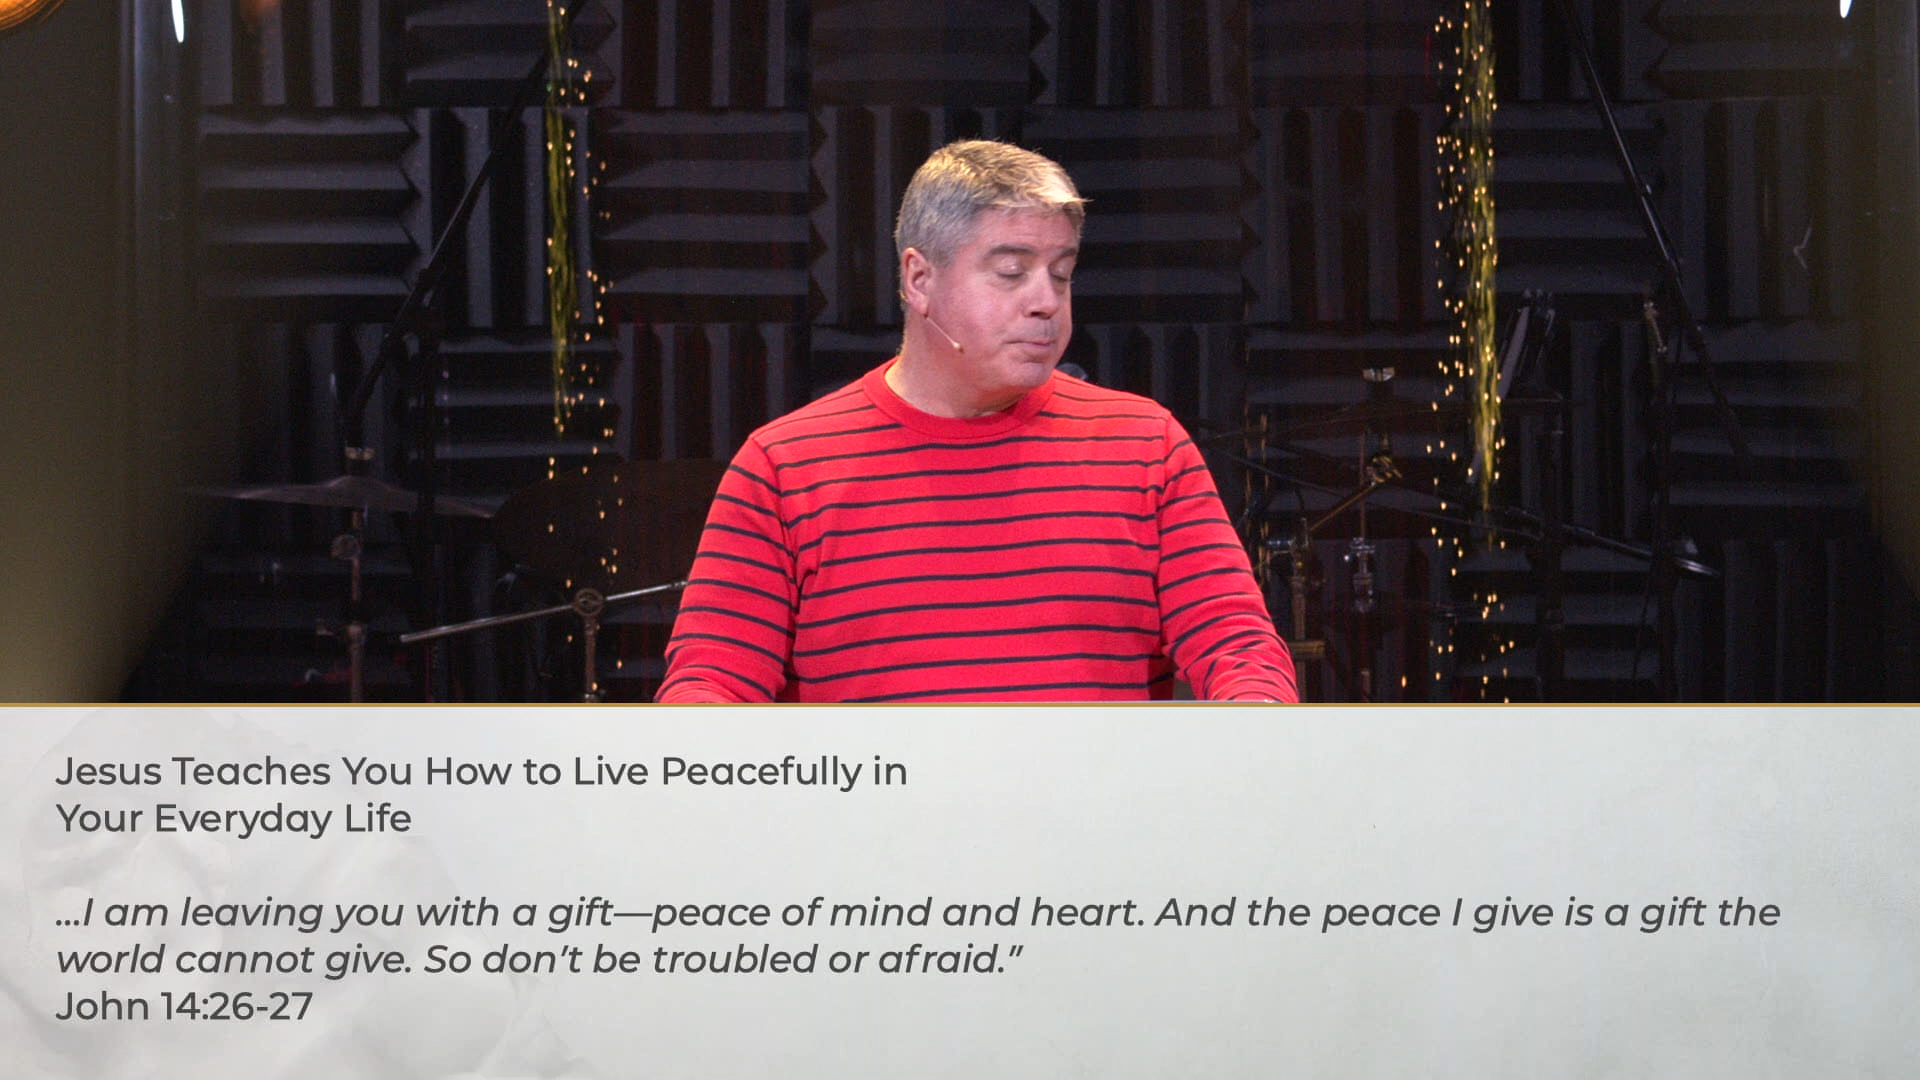 Jesus Teaches You How to Live Peacefully in
Your Everyday Life
...I am leaving you with a gift—peace of mind and heart. And the peace I give is a gift the
world cannot give. So don't be troubled or afraid."
John 14:26-27